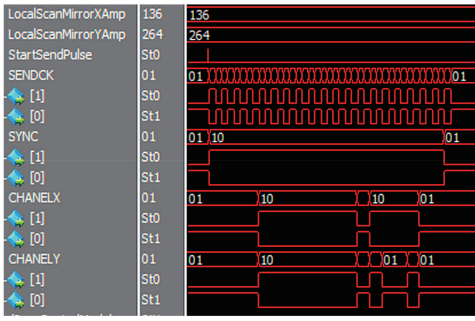 LocalScanMirrorXAmp 136 136
LocalScanMirrorYAmp 264 264
StartSendPulse St0
SENDCK 01 01 01
[1] St0
[0] St1
SYNC 01 01 10 01
[1] St0
[0] St1
CHANELX 01 01 10 10 01
[1] St0
[0] St1
CHANELY 01 01 10 01 01
[1] St0
[0] St1